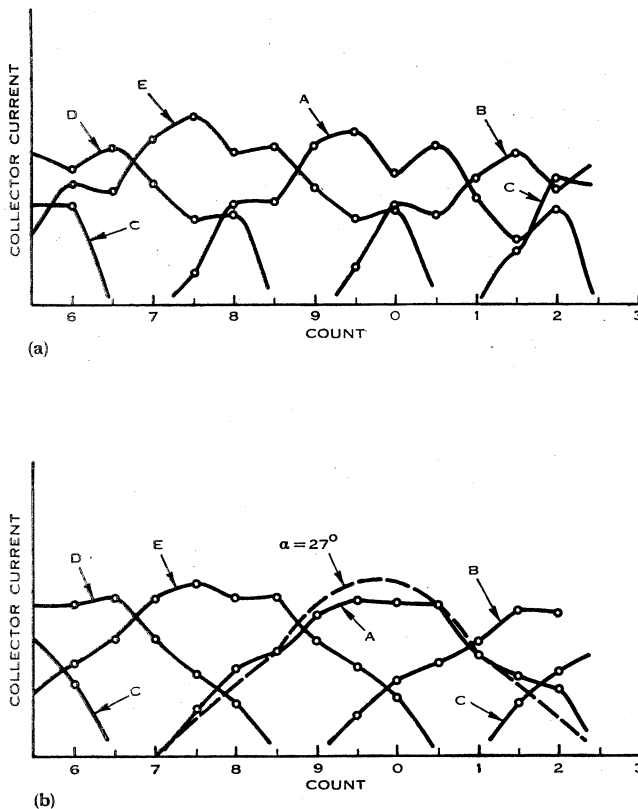 COLLECTOR CURRENT
D
E
A
B
C
C
6 7 8 9 0 1 2 3
COUNT
(a)
COLLECTOR CURRENT
α = 27°
D
E
B
A
C
C
6 7 8 9 0 1 2 3
COUNT
(b)